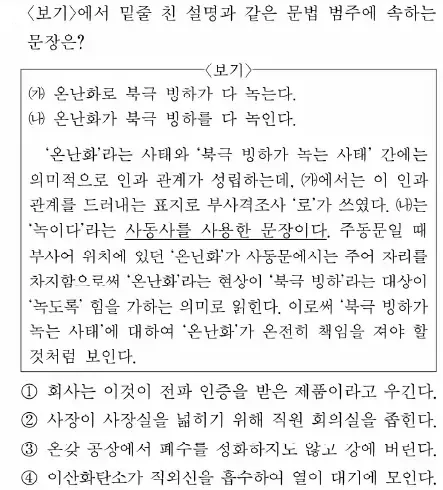 〈보기〉에서 밑줄 친 설명과 같은 문법 범주에 속하는
문장은?
〈보기〉
㈎ 온난화로 북극 빙하가 다 녹는다.
㈏ 온난화가 북극 빙하를 다 녹인다.
‘온난화’라는 사태와 ‘북극 빙하가 녹는 사태’ 간에는
의미적으로 인과 관계가 성립하는데, ㈎에서는 이 인과
관계를 드러내는 표지로 부사격조사 ‘로’가 쓰였다. ㈏는
‘녹이다’라는 사동사를 사용한 문장이다. 주동문일 때
부사어 위치에 있던 ‘온난화’가 사동문에서는 주어 자리를
차지함으로써 ‘온난화’라는 현상이 ‘북극 빙하’라는 대상이
‘녹도록’ 힘을 가하는 의미로 읽힌다. 이로써 ‘북극 빙하가
녹는 사태’에 대하여 ‘온난화’가 온전히 책임을 져야 할
것처럼 보인다.
① 회사는 이것이 전파 인증을 받은 제품이라고 우긴다.
② 사장이 사장실을 넓히기 위해 직원 회의실을 좁힌다.
③ 온갖 공장에서 폐수를 정화하지도 않고 강에 버린다.
④ 이산화탄소가 적외선을 흡수하여 열이 대기에 모인다.